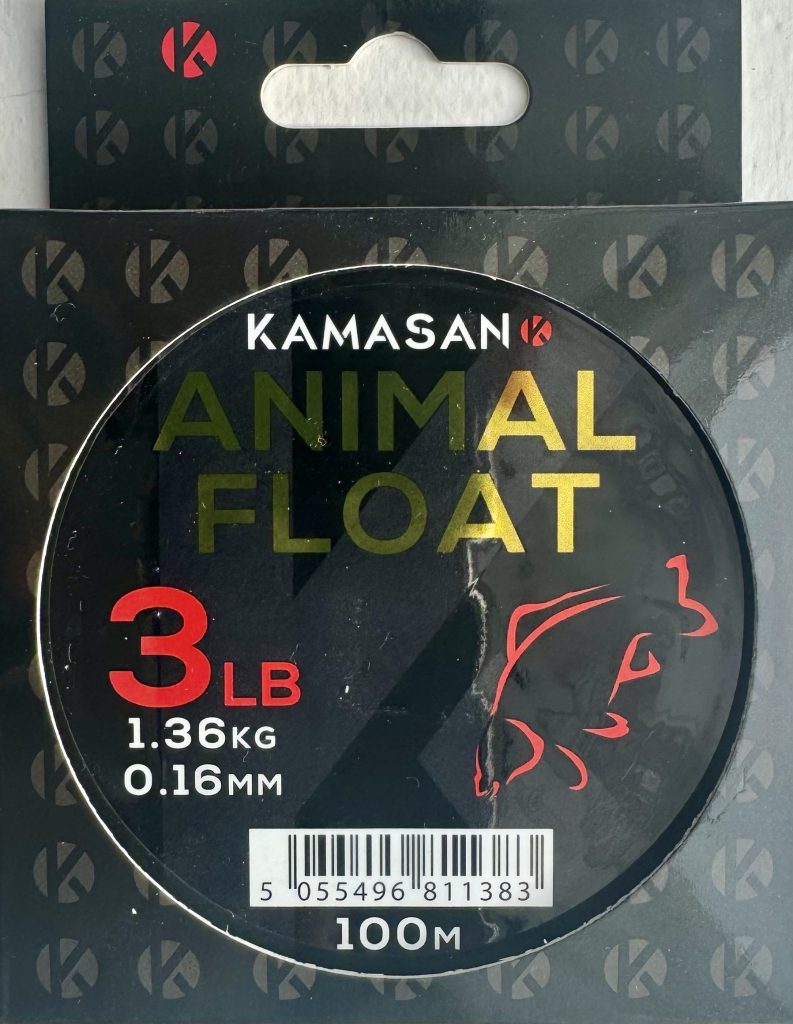 KAMASAN
ANIMAL
FLOAT
3LB
1.36KG
0.16MM
5 055496 811383
100M